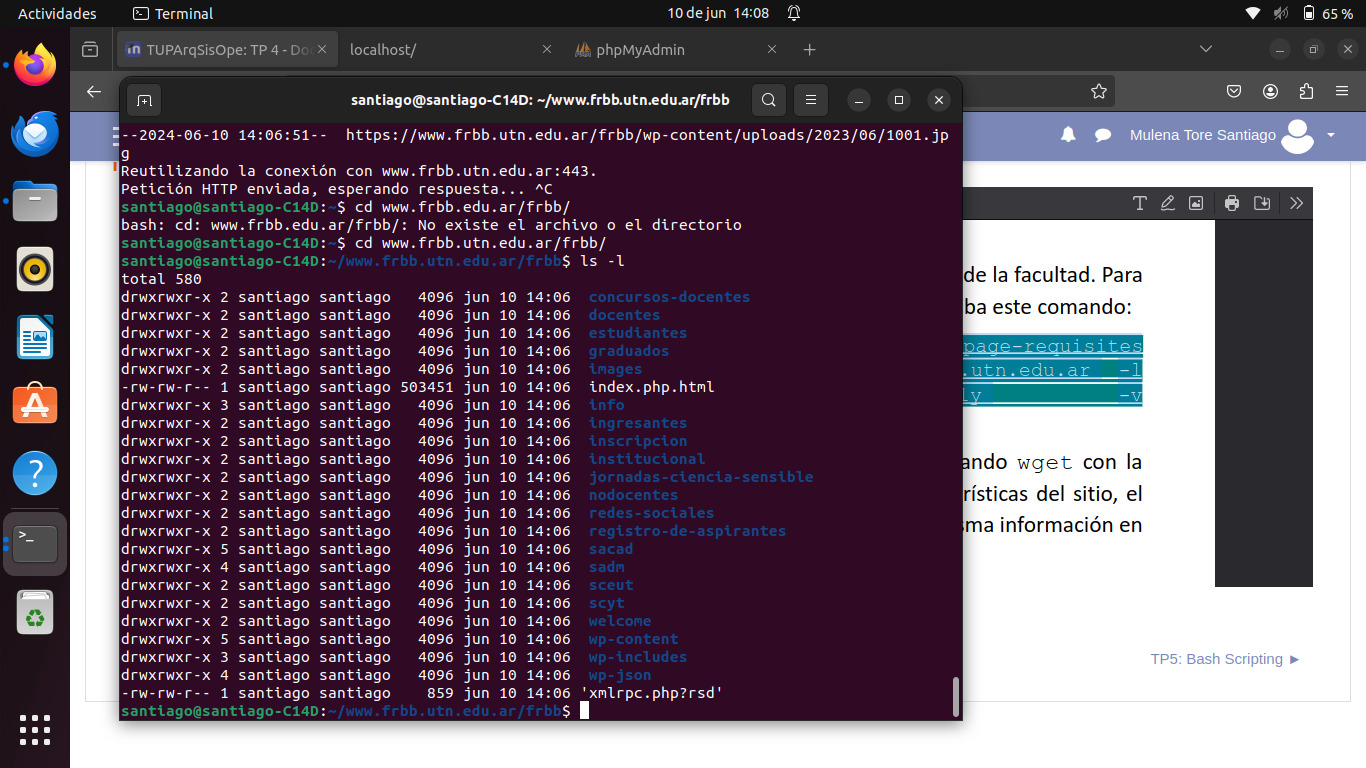 Actividades
Terminal
10 de jun 14:08
65 %
TUPArqSisOpe: TP 4 - Doc
localhost/
phpMyAdmin
santiago@santiago-C14D: ~/www.frbb.utn.edu.ar/frbb
Mulena Tore Santiago
--2024-06-10 14:06:51-- https://www.frbb.utn.edu.ar/frbb/wp-content/uploads/2023/06/1001.jp
g
Reutilizando la conexión con www.frbb.utn.edu.ar:443.
Petición HTTP enviada, esperando respuesta... ^C
santiago@santiago-C14D:~$ cd www.frbb.edu.ar/frbb/
bash: cd: www.frbb.edu.ar/frbb/: No existe el archivo o el directorio
santiago@santiago-C14D:~$ cd www.frbb.utn.edu.ar/frbb/
santiago@santiago-C14D:~/www.frbb.utn.edu.ar/frbb$ ls -l
total 580
drwxrwxr-x 2 santiago santiago   4096 jun 10 14:06  concursos-docentes
drwxrwxr-x 2 santiago santiago   4096 jun 10 14:06  docentes
drwxrwxr-x 2 santiago santiago   4096 jun 10 14:06  estudiantes
drwxrwxr-x 2 santiago santiago   4096 jun 10 14:06  graduados
drwxrwxr-x 2 santiago santiago   4096 jun 10 14:06  images
-rw-rw-r-- 1 santiago santiago 503451 jun 10 14:06  index.php.html
drwxrwxr-x 3 santiago santiago   4096 jun 10 14:06  info
drwxrwxr-x 2 santiago santiago   4096 jun 10 14:06  ingresantes
drwxrwxr-x 2 santiago santiago   4096 jun 10 14:06  inscripcion
drwxrwxr-x 2 santiago santiago   4096 jun 10 14:06  institucional
drwxrwxr-x 2 santiago santiago   4096 jun 10 14:06  jornadas-ciencia-sensible
drwxrwxr-x 2 santiago santiago   4096 jun 10 14:06  nodocentes
drwxrwxr-x 2 santiago santiago   4096 jun 10 14:06  redes-sociales
drwxrwxr-x 2 santiago santiago   4096 jun 10 14:06  registro-de-aspirantes
drwxrwxr-x 5 santiago santiago   4096 jun 10 14:06  sacad
drwxrwxr-x 4 santiago santiago   4096 jun 10 14:06  sadm
drwxrwxr-x 2 santiago santiago   4096 jun 10 14:06  sceut
drwxrwxr-x 2 santiago santiago   4096 jun 10 14:06  scyt
drwxrwxr-x 2 santiago santiago   4096 jun 10 14:06  welcome
drwxrwxr-x 5 santiago santiago   4096 jun 10 14:06  wp-content
drwxrwxr-x 3 santiago santiago   4096 jun 10 14:06  wp-includes
drwxrwxr-x 4 santiago santiago   4096 jun 10 14:06  wp-json
-rw-rw-r-- 1 santiago santiago    859 jun 10 14:06 'xmlrpc.php?rsd'
santiago@santiago-C14D:~/www.frbb.utn.edu.ar/frbb$
de la facultad. Para
ba este comando:
page-requisites
.utn.edu.ar -l
ly -v
ando wget con la
rísticas del sitio, el
sma información en
TP5: Bash Scripting ►